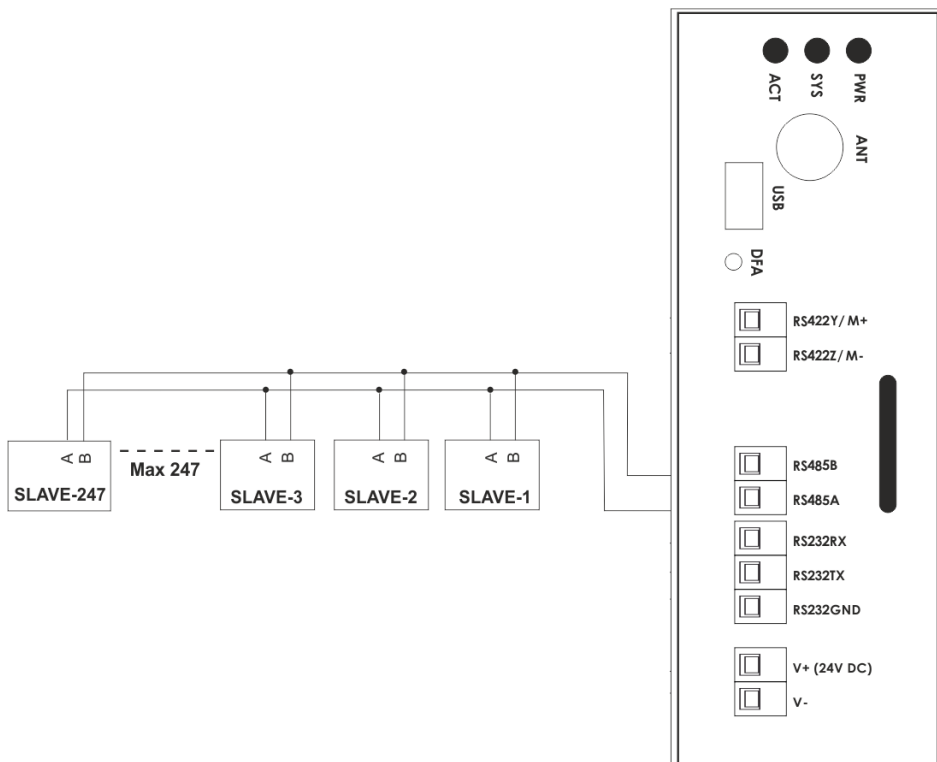 ACT SYS PWR
ANT
USB
DFA
RS422Y/ M+
RS422Z/ M-
A B A B A B A B
Max 247
SLAVE-247 SLAVE-3 SLAVE-2 SLAVE-1
RS485B
RS485A
RS232RX
RS232TX
RS232GND
V+ (24V DC)
V-